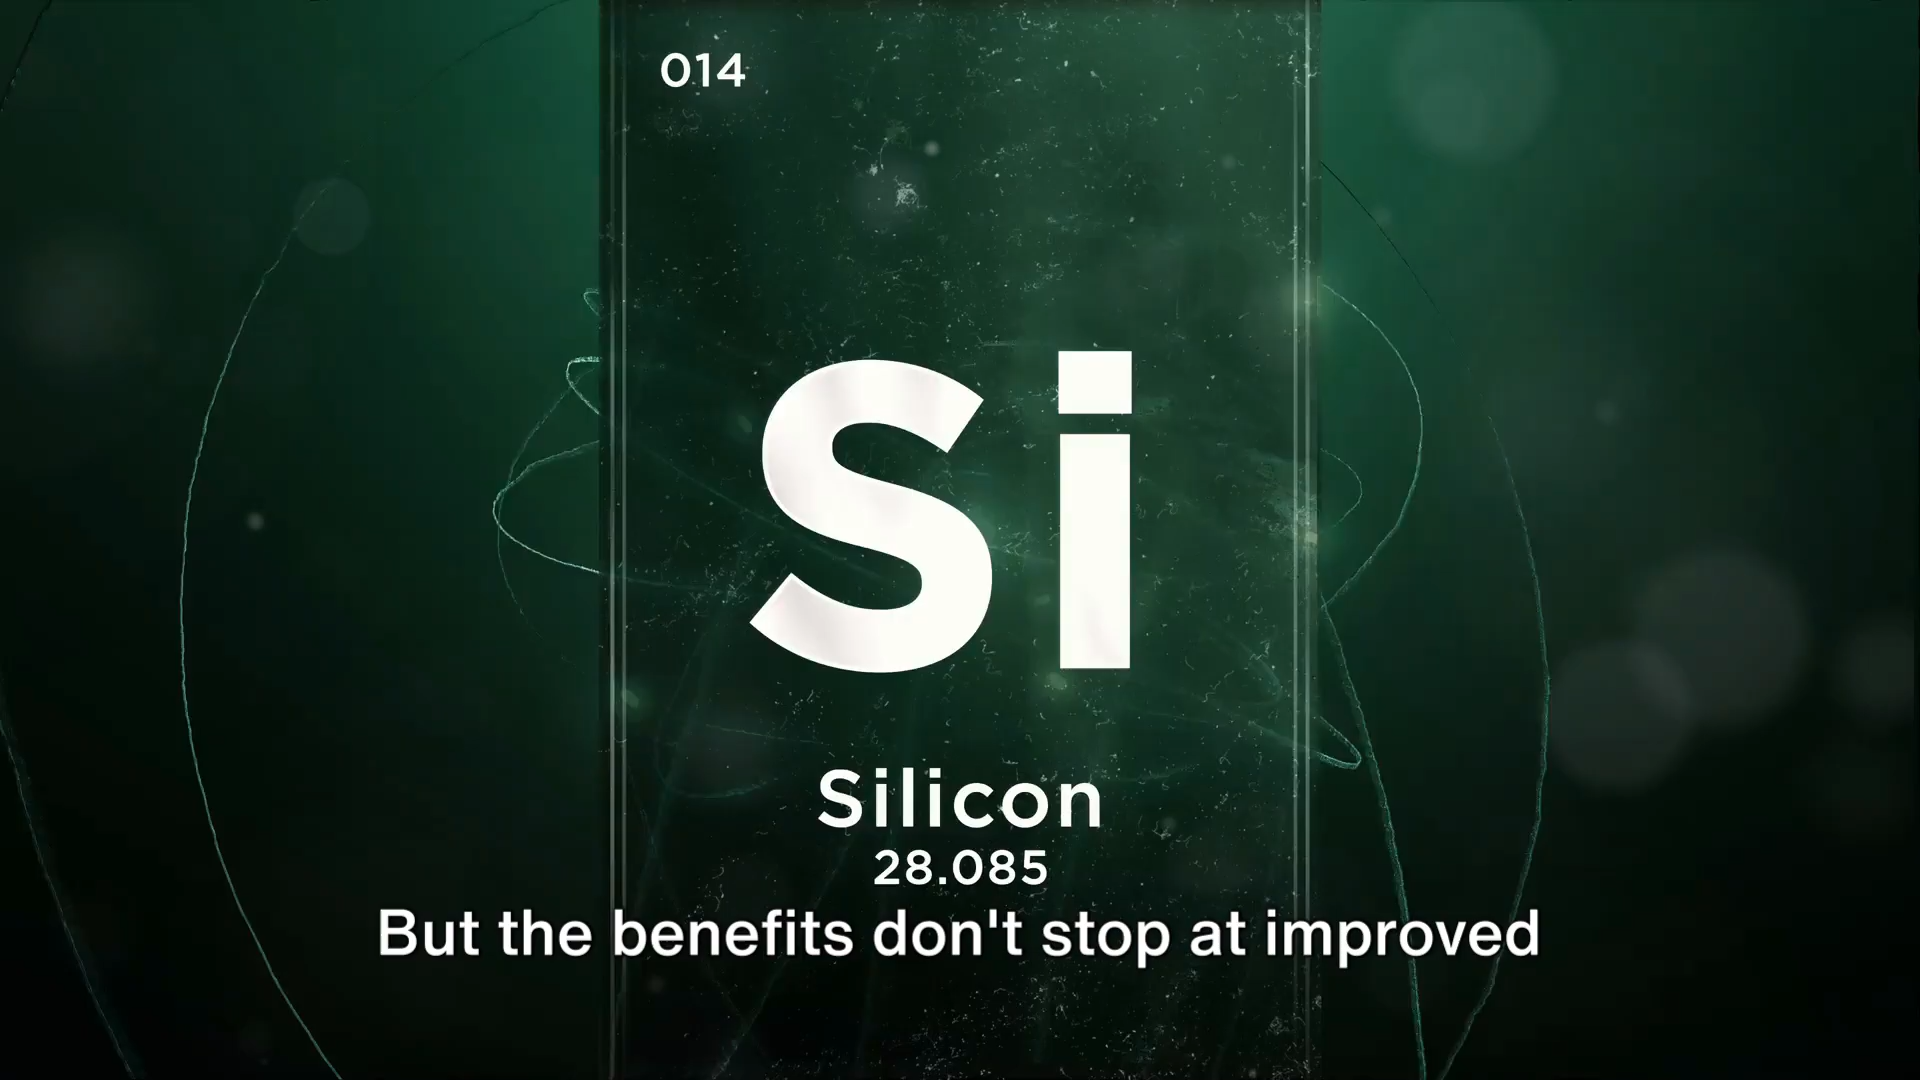 014
Si
Silicon
28.085
But the benefits don't stop at improved